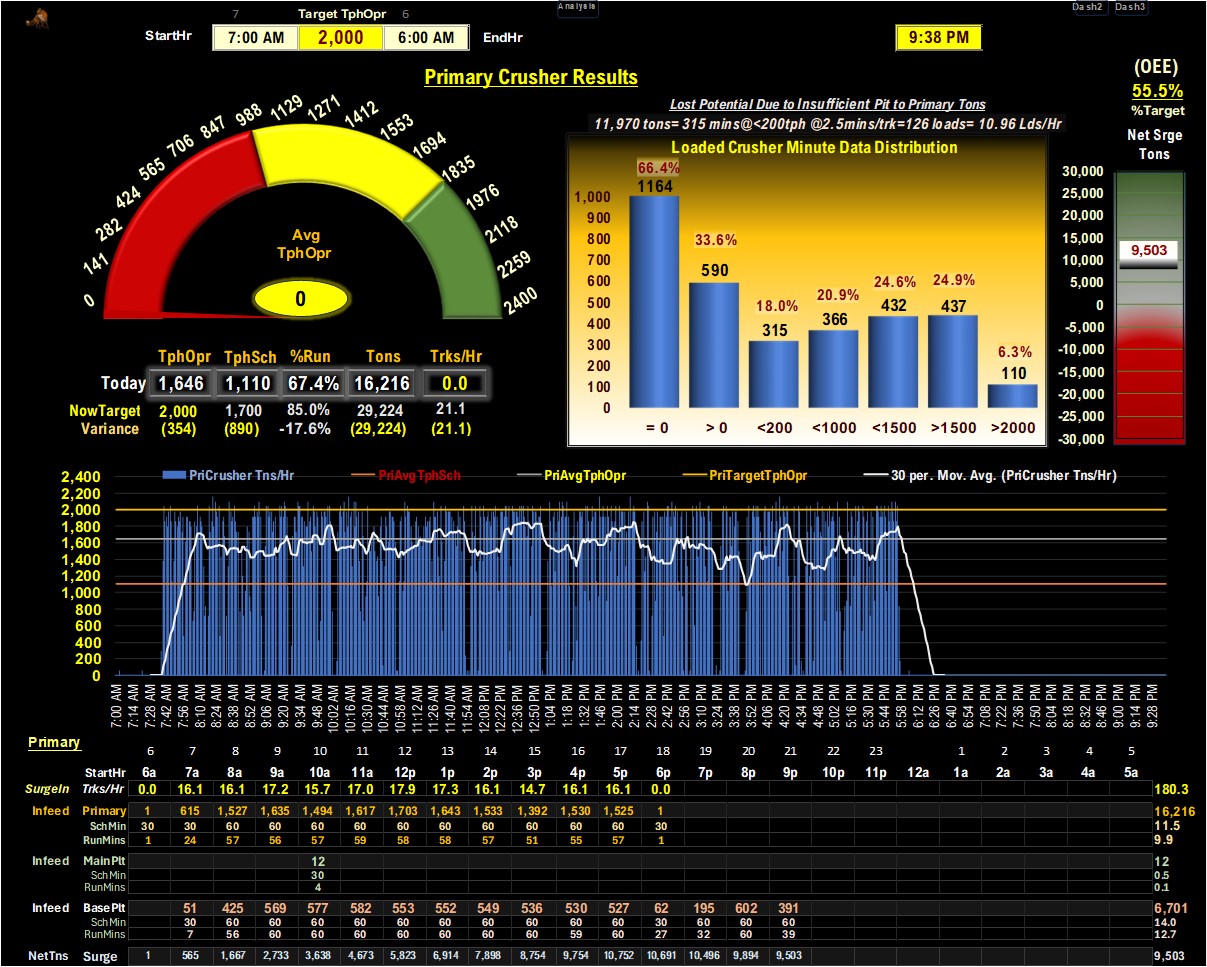 Analysis
Dash2 Dash3
7 Target TphOpr 6
StartHr 7:00 AM 2,000 6:00 AM EndHr
9:38 PM
Primary Crusher Results
(OEE)
55.5%
%Target
Net Srge
Tons
Lost Potential Due to Insufficient Pit to Primary Tons
11,970 tons= 315 mins@<200tph @2.5mins/trk=126 loads= 10.96 Lds/Hr
0 141 282 424 565 706 847 988 1129 1271 1412 1553 1694 1835 1976 2118 2259 2400
Avg
TphOpr
0
Loaded Crusher Minute Data Distribution
66.4% 33.6% 18.0% 20.9% 24.6% 24.9% 6.3%
1164 590 315 366 432 437 110
1,000
900
800
700
600
500
400
300
200
100
0
= 0 > 0 <200 <1000 <1500 >1500 >2000
30,000
25,000
20,000
15,000
9,503
10,000
5,000
0
-5,000
-10,000
-15,000
-20,000
-25,000
-30,000
TphOpr TphSch %Run Tons Trks/Hr
Today 1,646 1,110 67.4% 16,216 0.0
NowTarget 2,000 1,700 85.0% 29,224 21.1
Variance (354) (890) -17.6% (29,224) (21.1)
PriCrusher Tns/Hr PriAvgTphSch PriAvgTphOpr PriTargetTphOpr 30 per. Mov. Avg. (PriCrusher Tns/Hr)
2,400
2,200
2,000
1,800
1,600
1,400
1,200
1,000
800
600
400
200
0
7:00 AM 7:14 AM 7:28 AM 7:42 AM 7:56 AM 8:10 AM 8:24 AM 8:38 AM 8:52 AM 9:06 AM 9:20 AM 9:34 AM 9:48 AM 10:02 AM 10:16 AM 10:30 AM 10:44 AM 10:58 AM 11:12 AM 11:26 AM 11:40 AM 11:54 AM 12:08 PM 12:22 PM 12:36 PM 12:50 PM 1:04 PM 1:18 PM 1:32 PM 1:46 PM 2:00 PM 2:14 PM 2:28 PM 2:42 PM 2:56 PM 3:10 PM 3:24 PM 3:38 PM 3:52 PM 4:06 PM 4:20 PM 4:34 PM 4:48 PM 5:02 PM 5:16 PM 5:30 PM 5:44 PM 5:58 PM 6:12 PM 6:26 PM 6:40 PM 6:54 PM 7:08 PM 7:22 PM 7:36 PM 7:50 PM 8:04 PM 8:18 PM 8:32 PM 8:46 PM 9:00 PM 9:14 PM 9:28 PM
Primary
6 7 8 9 10 11 12 13 14 15 16 17 18 19 20 21 22 23 1 2 3 4 5
StartHr 6a 7a 8a 9a 10a 11a 12p 1p 2p 3p 4p 5p 6p 7p 8p 9p 10p 11p 12a 1a 2a 3a 4a 5a
SurgeIn Trks/Hr 0.0 16.1 16.1 17.2 15.7 17.0 17.9 17.3 16.1 14.7 16.1 16.1 0.0 180.3
Infeed Primary 1 615 1,527 1,635 1,494 1,617 1,703 1,643 1,533 1,392 1,530 1,525 1 16,216
SchMin 30 30 60 60 60 60 60 60 60 60 60 60 30 11.5
RunMins 1 24 57 56 57 59 58 58 57 51 55 57 1 9.9
Infeed MainPlt 12 12
SchMin 30 0.5
RunMins 4 0.1
Infeed BasePlt 51 425 569 577 582 553 552 549 536 530 527 62 195 602 391 6,701
SchMin 30 60 60 60 60 60 60 60 60 60 60 30 60 60 60 14.0
RunMins 7 56 60 60 60 60 60 60 60 59 60 27 32 60 39 12.7
NetTns Surge 1 565 1,667 2,733 3,638 4,673 5,823 6,914 7,898 8,754 9,754 10,752 10,691 10,496 9,894 9,503 9,503